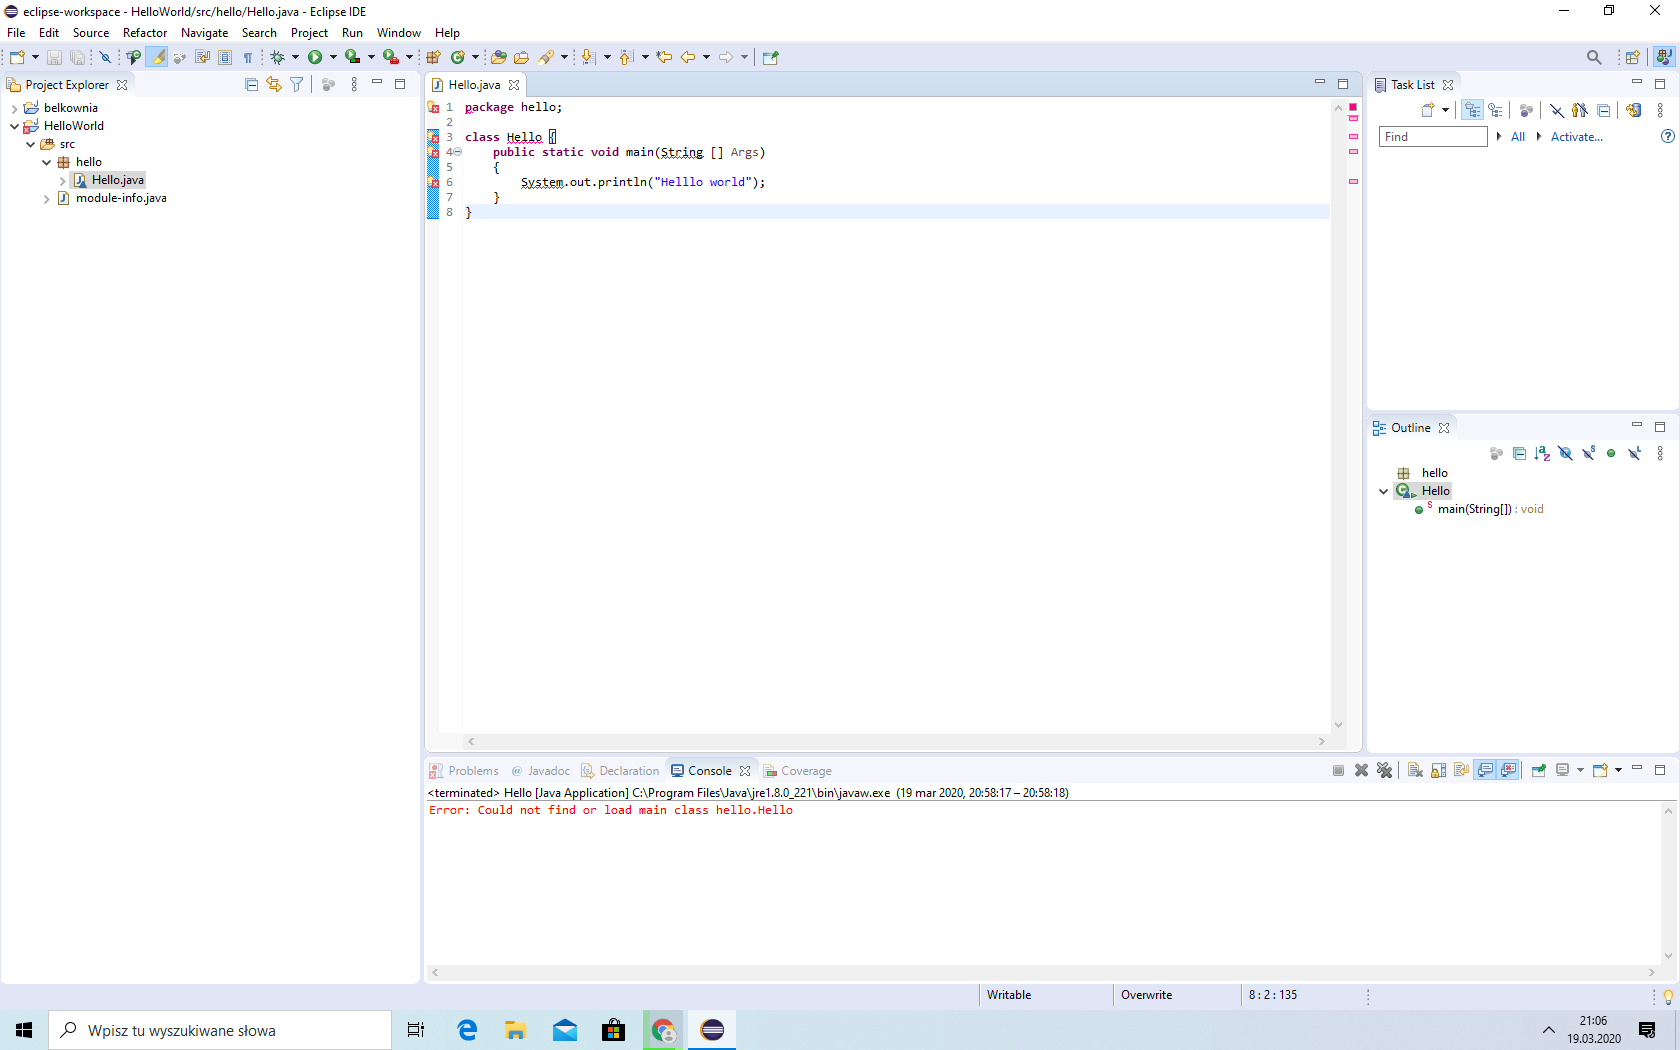 eclipse-workspace - HelloWorld/src/hello/Hello.java - Eclipse IDE
File Edit Source Refactor Navigate Search Project Run Window Help
Project Explorer
belkownia
HelloWorld
src
hello
Hello.java
module-info.java
Hello.java
1 package hello;
2
3 class Hello {
4 public static void main(String [] Args)
5 {
6 System.out.println("Helllo world");
7 }
8 }
Task List
Find All Activate...
Outline
hello
Hello
main(String[]) : void
Problems @ Javadoc Declaration Console Coverage
<terminated> Hello [Java Application] C:\Program Files\Java\jre1.8.0_221\bin\javaw.exe (19 mar 2020, 20:58:17 – 20:58:18)
Error: Could not find or load main class hello.Hello
Writable Overwrite 8 : 2 : 135
Wpisz tu wyszukiwane słowa
21:06
19.03.2020